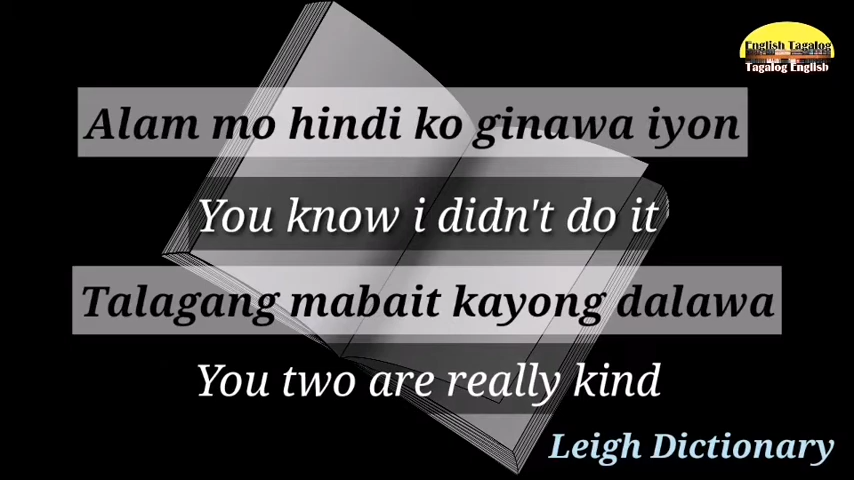 English Tagalog
Tagalog English
Alam mo hindi ko ginawa iyon
You know i didn't do it
Talagang mabait kayong dalawa
You two are really kind
Leigh Dictionary